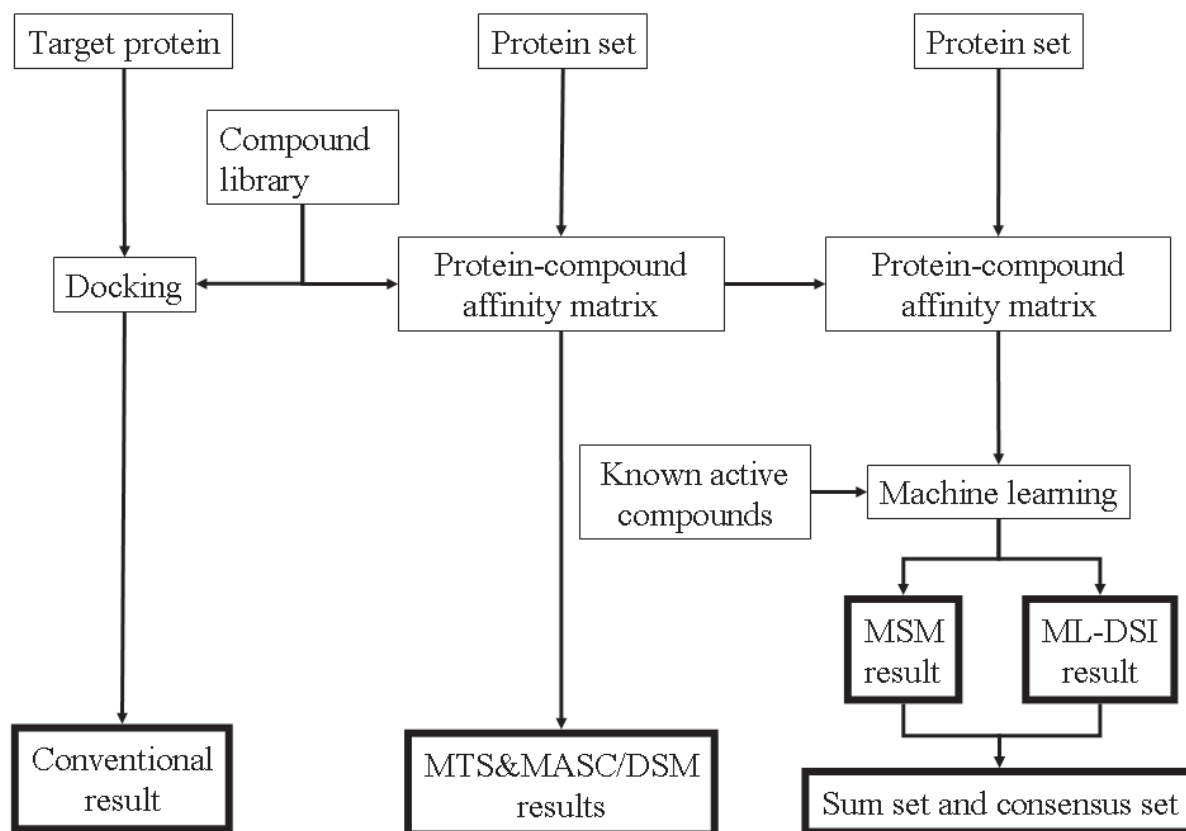 Target protein
Protein set
Protein set
Compound
library
Docking
Protein-compound
affinity matrix
Protein-compound
affinity matrix
Known active
compounds
Machine learning
MSM
result
ML-DSI
result
Conventional
result
MTS&MASC/DSM
results
Sum set and consensus set